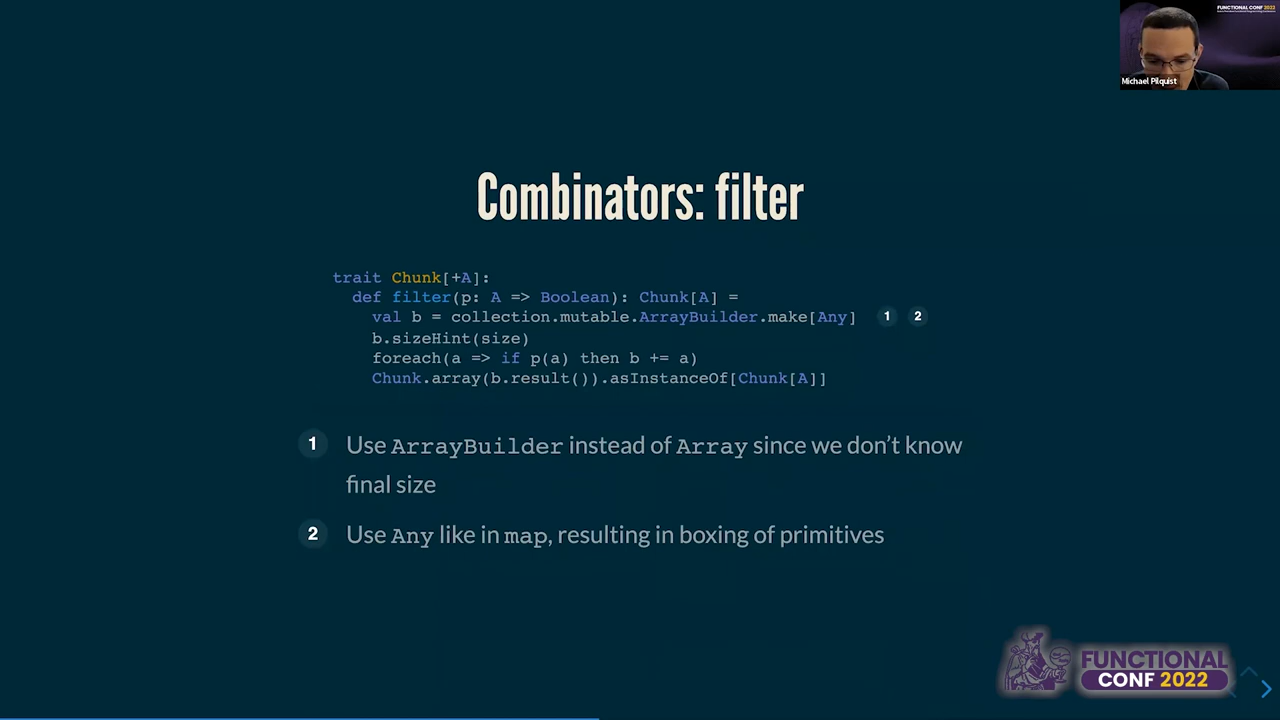 FUNCTIONAL CONF 2022
Michael Pilquist
Combinators: filter
trait Chunk[+A]:
def filter(p: A => Boolean): Chunk[A] =
val b = collection.mutable.ArrayBuilder.make[Any] 1 2
b.sizeHint(size)
foreach(a => if p(a) then b += a)
Chunk.array(b.result()).asInstanceOf[Chunk[A]]
1 Use ArrayBuilder instead of Array since we don't know
final size
2 Use Any like in map, resulting in boxing of primitives
FUNCTIONAL
CONF 2022